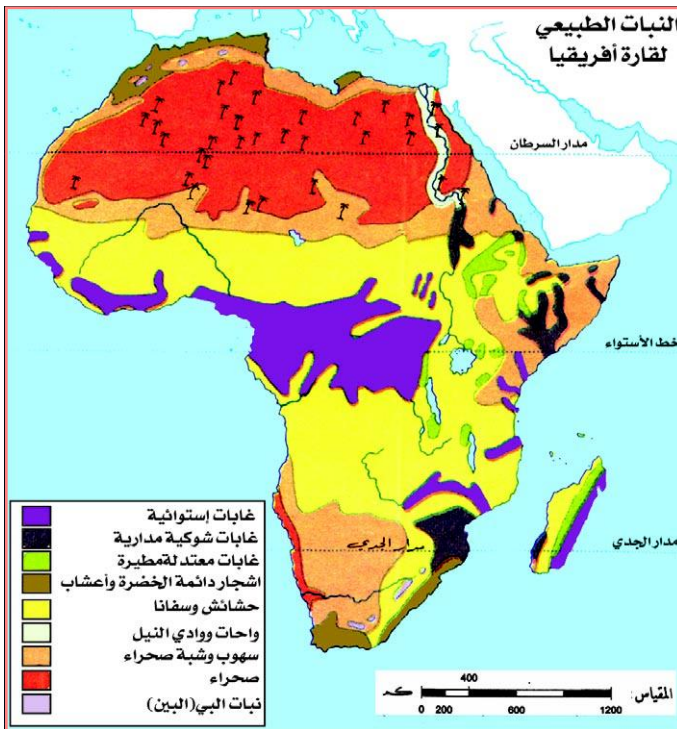 النبات الطبيعي
لقارة أفريقيا
مدار السرطان
خط الأستواء
مدار الجدي
مدار الجدي
غابات إستوائية
غابات شوكية مدارية
غابات معتدلة مطيرة
اشجار دائمة الخضرة وأعشاب
حشائش وسفانا
واحات ووادي النيل
سهوب وشبة صحراء
صحراء
نبات البي (البين)
المقياس:
كم
400
0 200 600 1200